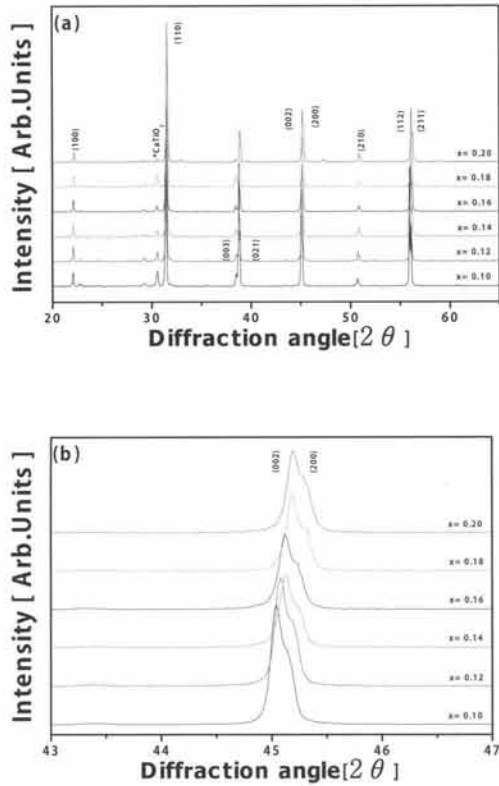 (a)
Intensity [ Arb.Units ]
(100)
*CaTiO3
(110)
(003)
(021)
(002)
(200)
(210)
(112)
(211)
x= 0.20
x= 0.18
x= 0.16
x= 0.14
x= 0.12
x= 0.10
20 30 40 50 60
Diffraction angle[2 θ ]
(b)
Intensity [ Arb.Units ]
(002)
(200)
x= 0.20
x= 0.18
x= 0.16
x= 0.14
x= 0.12
x= 0.10
43 44 45 46 47
Diffraction angle[2 θ ]